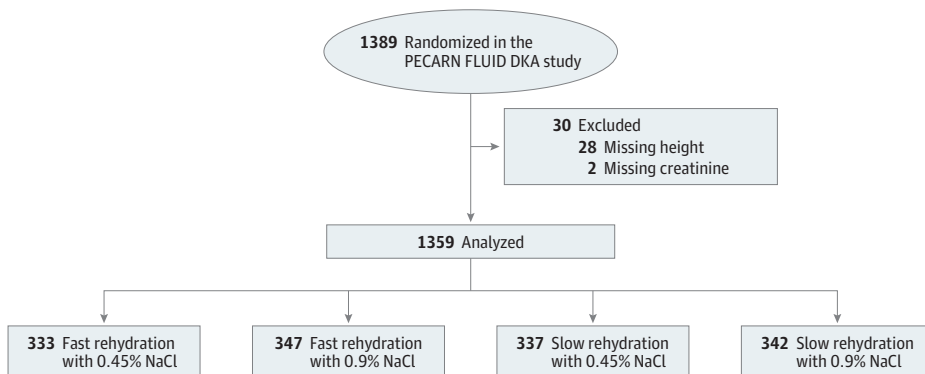 1389 Randomized in the
PECARN FLUID DKA study
30 Excluded
28 Missing height
2 Missing creatinine
1359 Analyzed
333 Fast rehydration
with 0.45% NaCl
347 Fast rehydration
with 0.9% NaCl
337 Slow rehydration
with 0.45% NaCl
342 Slow rehydration
with 0.9% NaCl